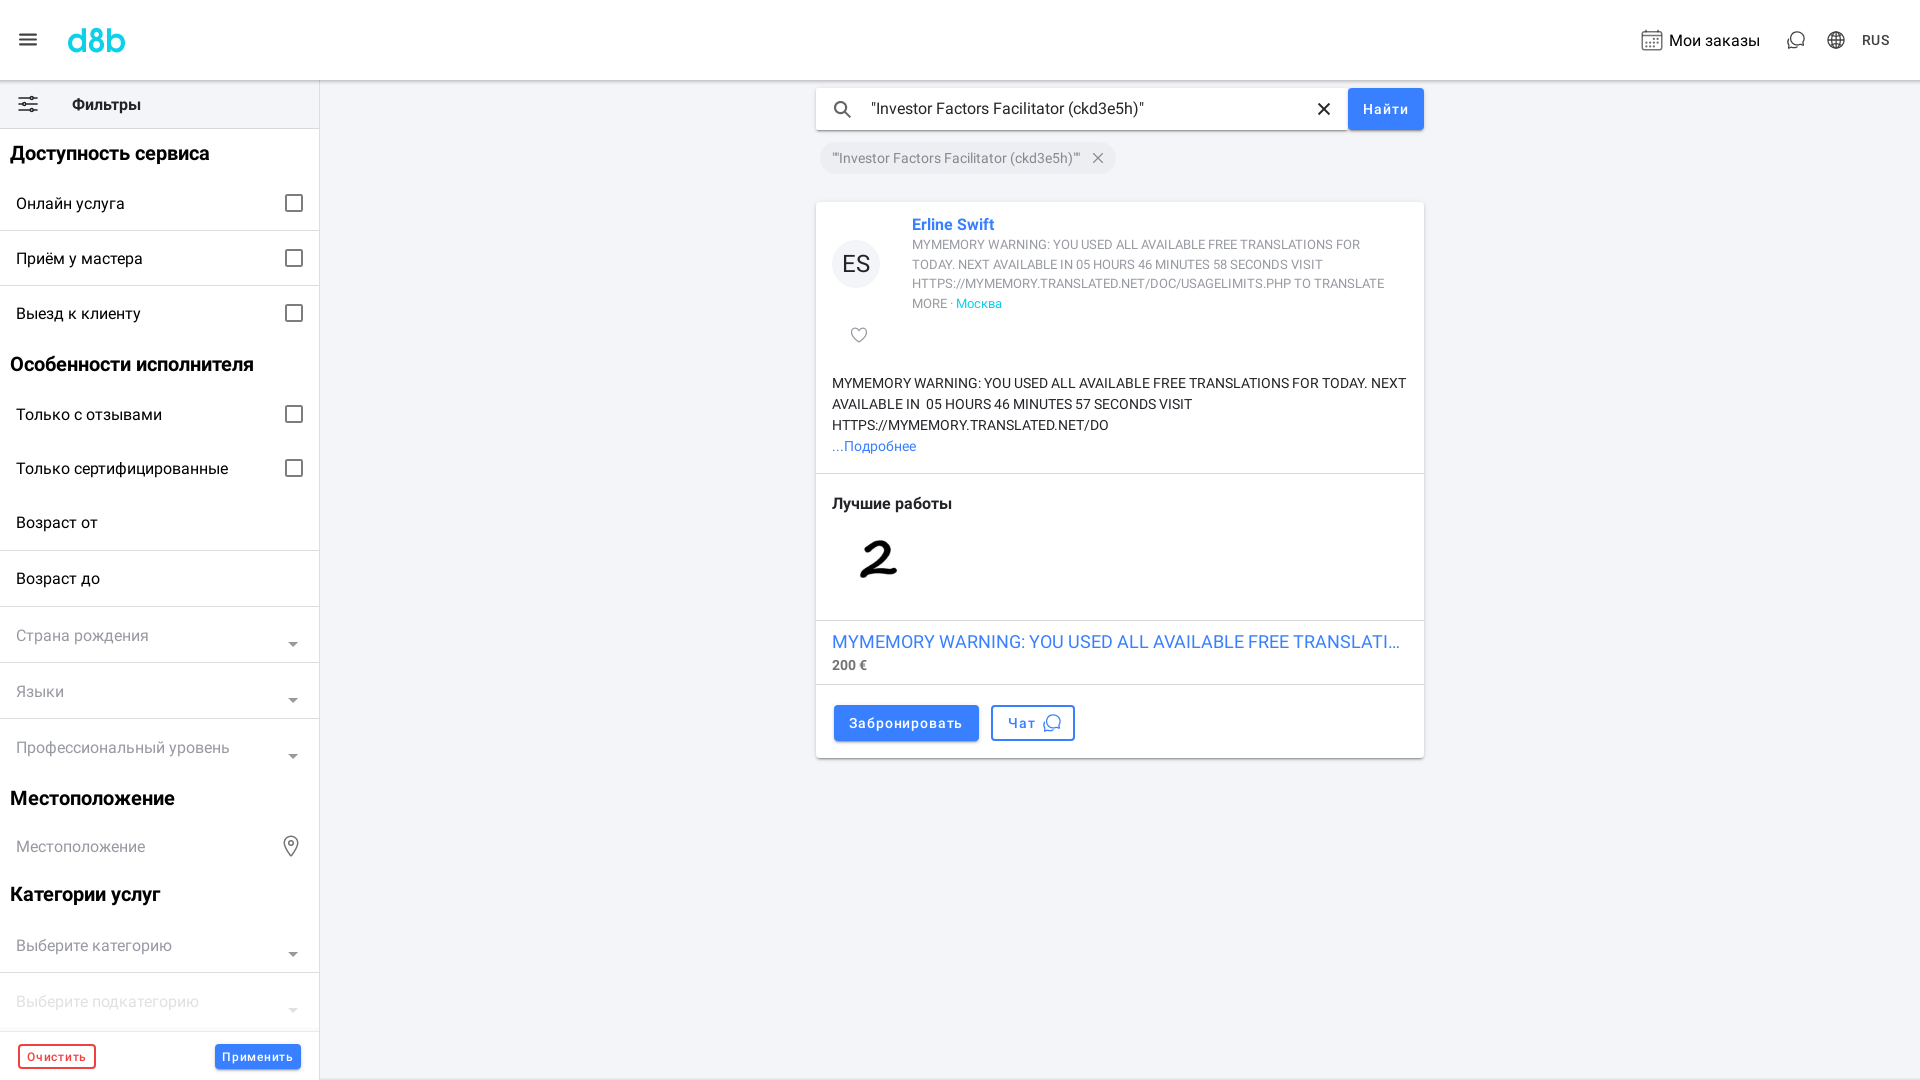 d8b
Мои заказы
RUS
Фильтры
Доступность сервиса
Онлайн услуга
Приём у мастера
Выезд к клиенту
Особенности исполнителя
Только с отзывами
Только сертифицированные
Возраст от
Возраст до
Страна рождения
Языки
Профессиональный уровень
Местоположение
Местоположение
Категории услуг
Выберите категорию
Выберите подкатегорию
Очистить
Применить
"Investor Factors Facilitator (ckd3e5h)"
Найти
""Investor Factors Facilitator (ckd3e5h)""
ES
Erline Swift
MYMEMORY WARNING: YOU USED ALL AVAILABLE FREE TRANSLATIONS FOR
TODAY. NEXT AVAILABLE IN 05 HOURS 46 MINUTES 58 SECONDS VISIT
HTTPS://MYMEMORY.TRANSLATED.NET/DOC/USAGELIMITS.PHP TO TRANSLATE
MORE · Москва
MYMEMORY WARNING: YOU USED ALL AVAILABLE FREE TRANSLATIONS FOR TODAY. NEXT
AVAILABLE IN 05 HOURS 46 MINUTES 57 SECONDS VISIT
HTTPS://MYMEMORY.TRANSLATED.NET/DO
...Подробнее
Лучшие работы
2
MYMEMORY WARNING: YOU USED ALL AVAILABLE FREE TRANSLATI...
200 €
Забронировать
Чат